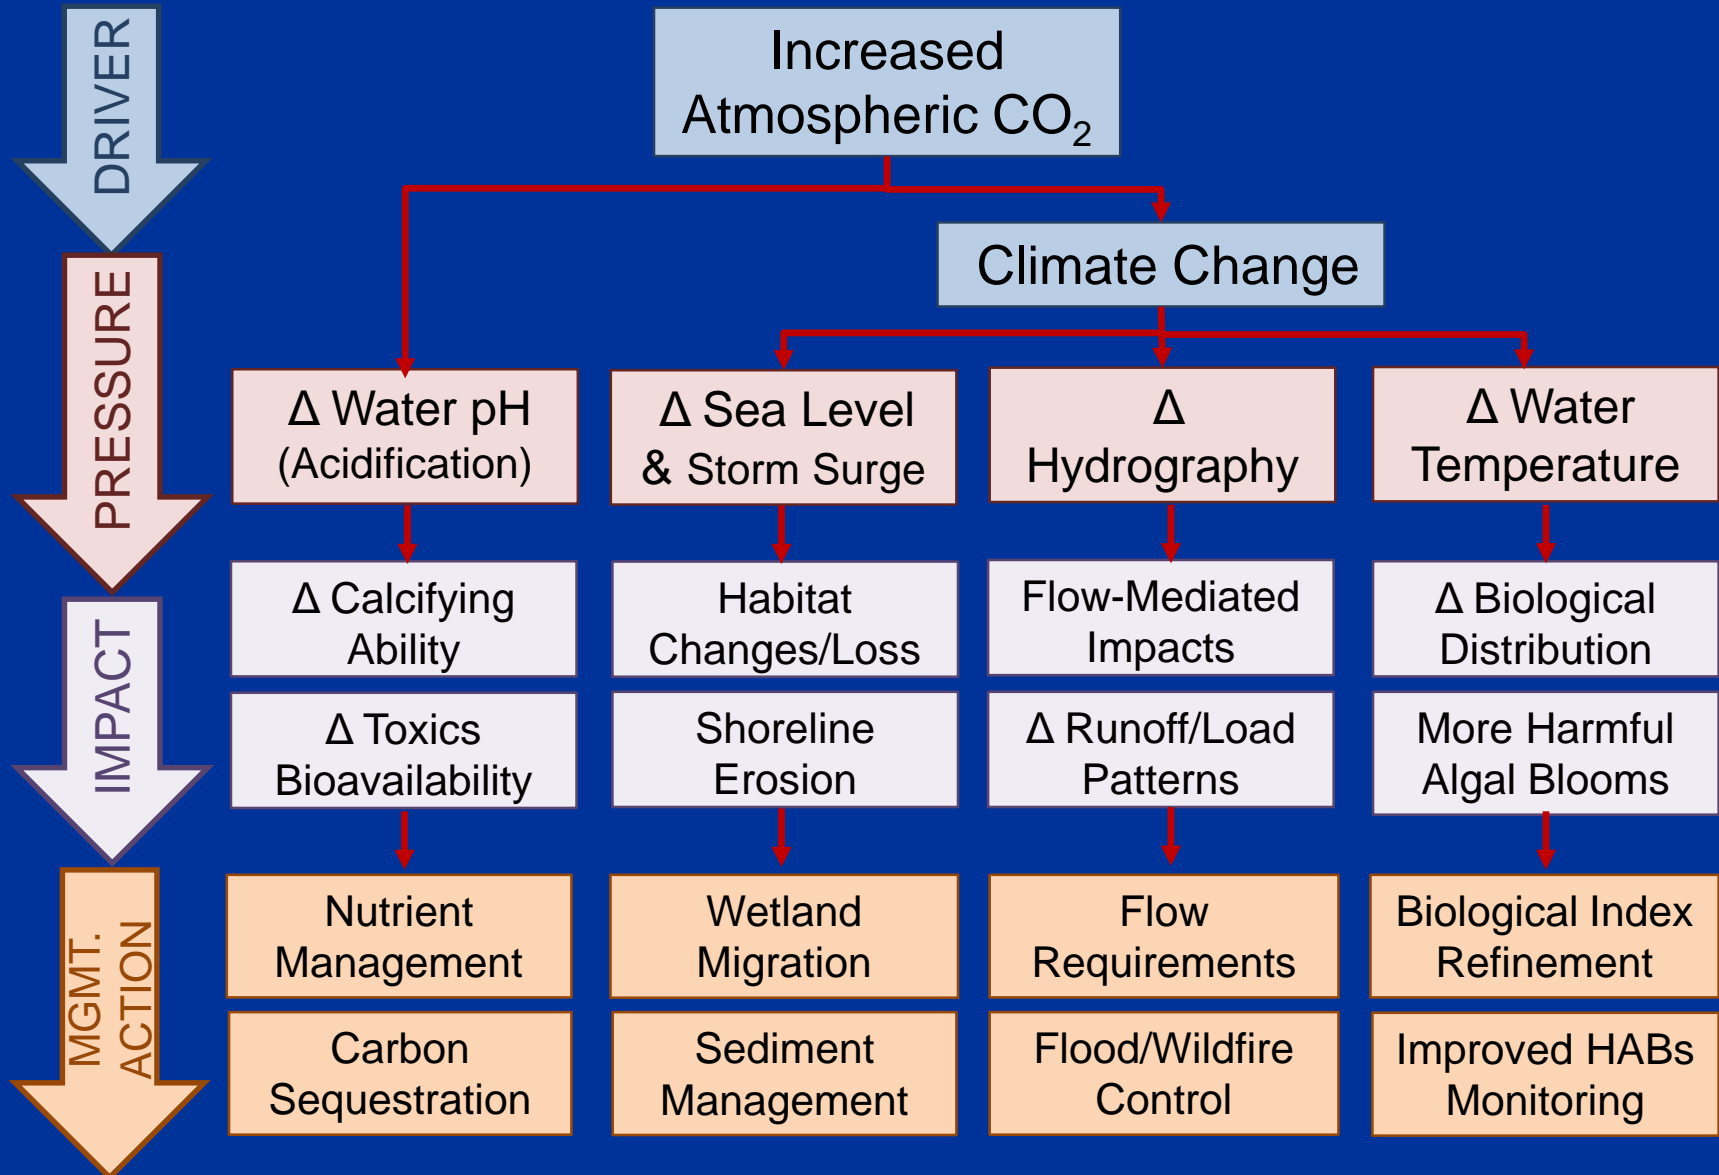 DRIVER
Increased
Atmospheric CO₂
Climate Change
PRESSURE
Δ Water pH
(Acidification)
Δ Sea Level
& Storm Surge
Δ
Hydrography
Δ Water
Temperature
IMPACT
Δ Calcifying
Ability
Habitat
Changes/Loss
Flow-Mediated
Impacts
Δ Biological
Distribution
Δ Toxics
Bioavailability
Shoreline
Erosion
Δ Runoff/Load
Patterns
More Harmful
Algal Blooms
MGMT.
ACTION
Nutrient
Management
Wetland
Migration
Flow
Requirements
Biological Index
Refinement
Carbon
Sequestration
Sediment
Management
Flood/Wildfire
Control
Improved HABs
Monitoring